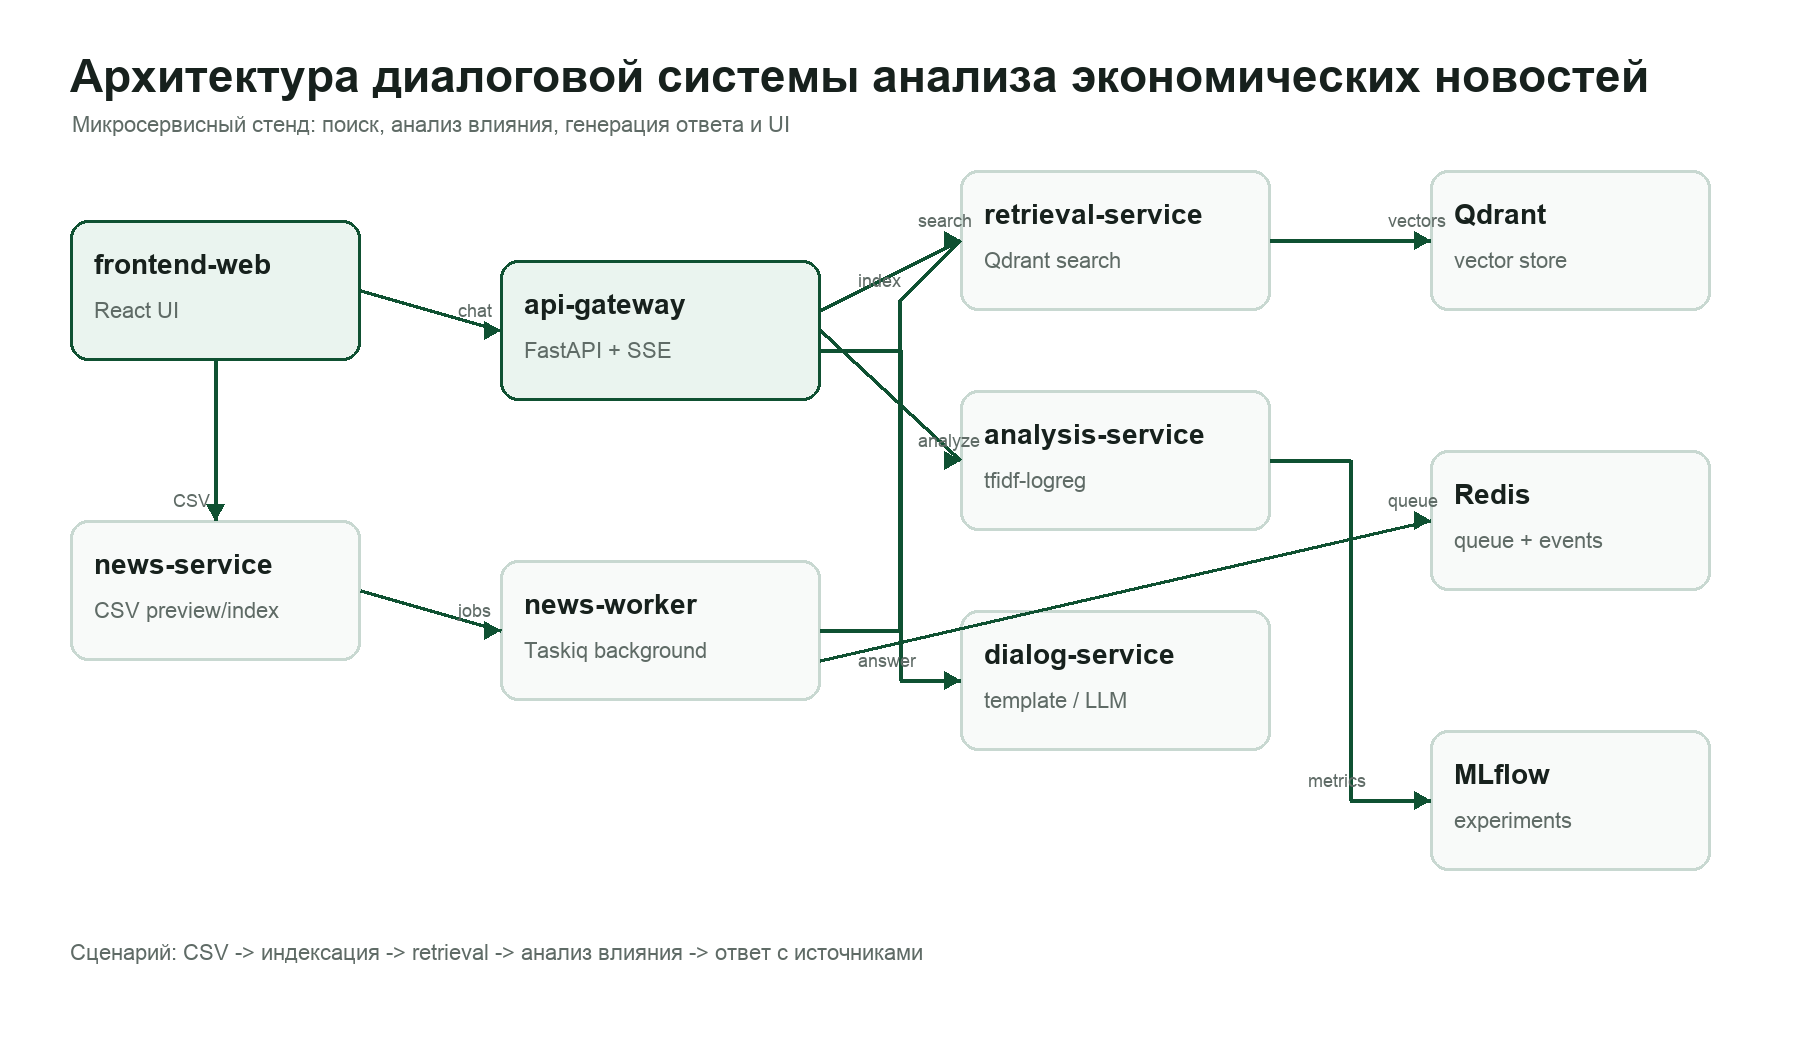 Архитектура диалоговой системы анализа экономических новостей
Микросервисный стенд: поиск, анализ влияния, генерация ответа и UI
frontend-web
React UI
chat
api-gateway
FastAPI + SSE
search
index
retrieval-service
Qdrant search
vectors
Qdrant
vector store
analyze
analysis-service
tfidf-logreg
queue
Redis
queue + events
CSV
news-service
CSV preview/index
jobs
news-worker
Taskiq background
answer
dialog-service
template / LLM
metrics
MLflow
experiments
Сценарий: CSV -> индексация -> retrieval -> анализ влияния -> ответ с источниками